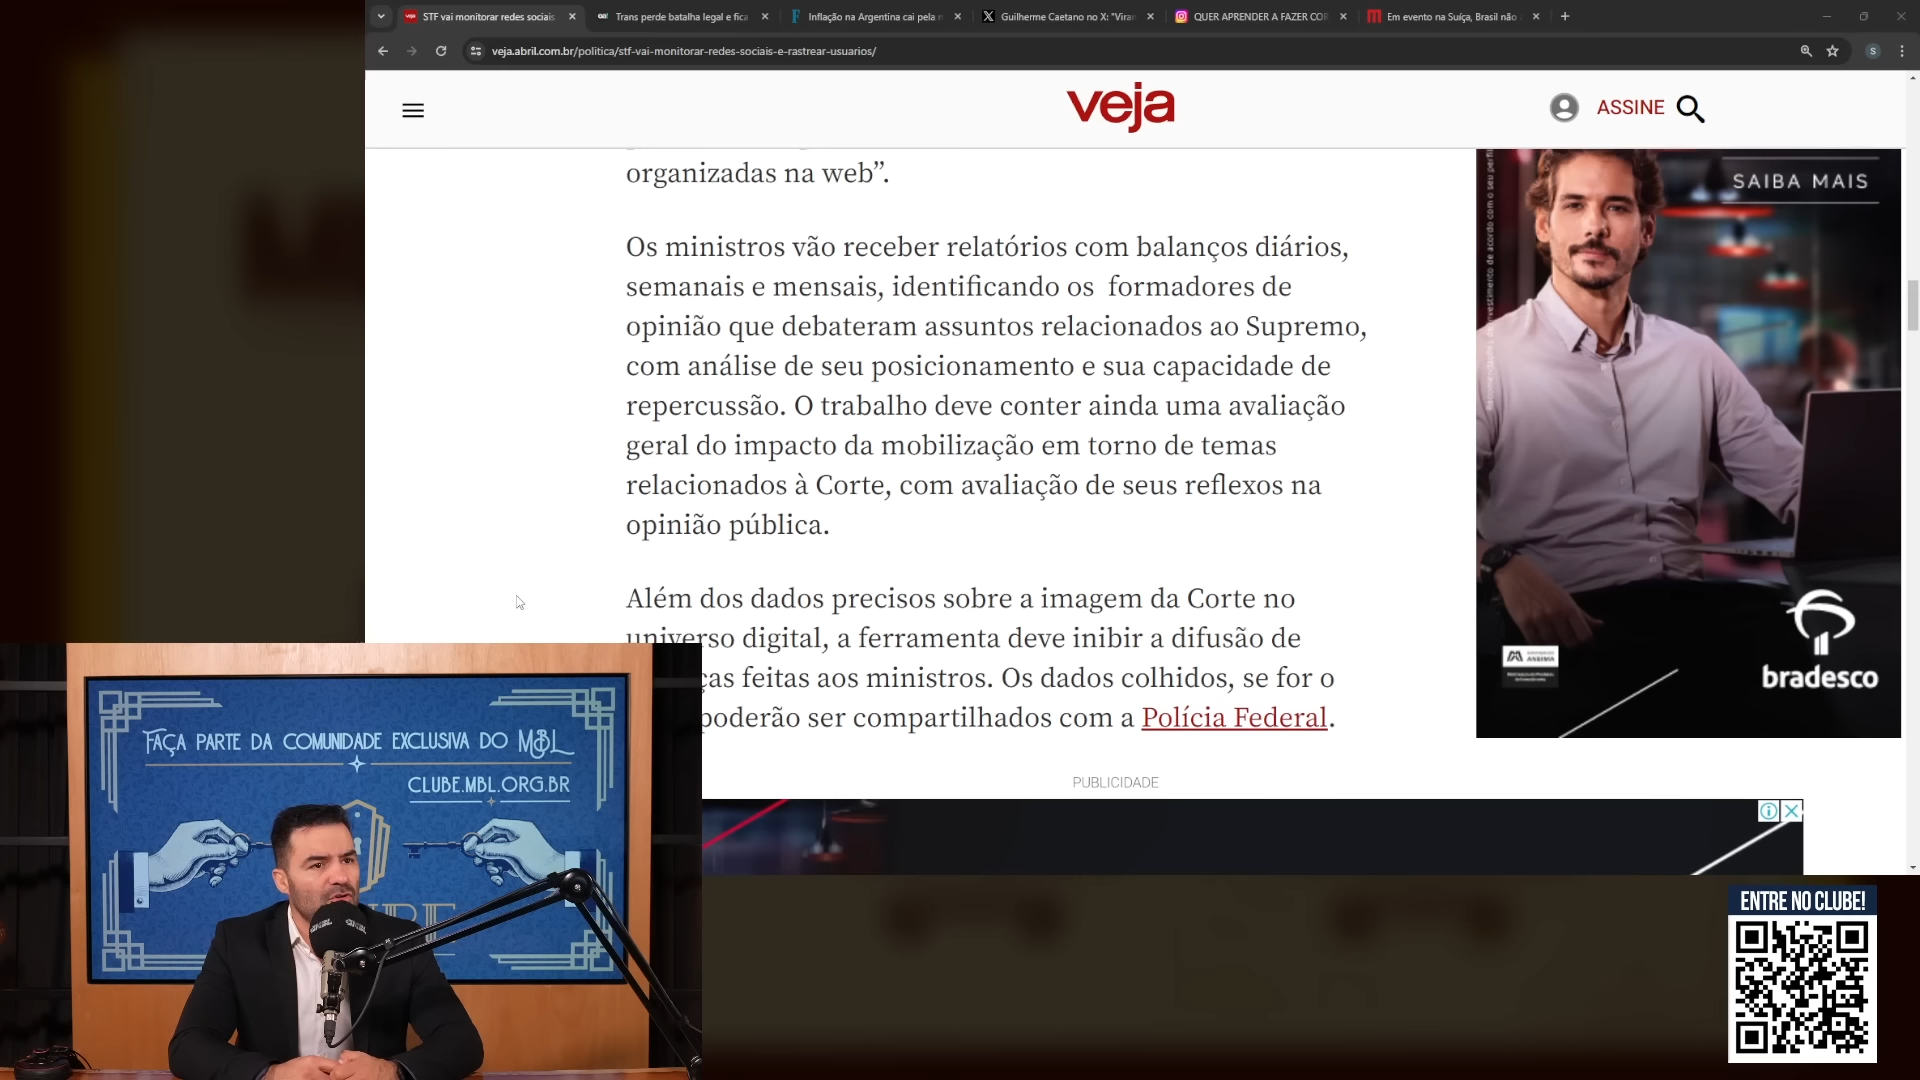 STF vai monitorar redes sociais
Trans perde batalha legal e fica
Inflação na Argentina cai pela
Guilherme Caetano no X: "Viran
QUER APRENDER A FAZER COR
Em evento na Suíça, Brasil não
veja.abril.com.br/politica/stf-vai-monitorar-redes-sociais-e-rastrear-usuarios/
S
veja
ASSINE
organizadas na web”.
Os ministros vão receber relatórios com balanços diários,
semanais e mensais, identificando os formadores de
opinião que debateram assuntos relacionados ao Supremo,
com análise de seu posicionamento e sua capacidade de
repercussão. O trabalho deve conter ainda uma avaliação
geral do impacto da mobilização em torno de temas
relacionados à Corte, com avaliação de seus reflexos na
opinião pública.
Além dos dados precisos sobre a imagem da Corte no
universo digital, a ferramenta deve inibir a difusão de
ças feitas aos ministros. Os dados colhidos, se for o
poderão ser compartilhados com a Polícia Federal.
PUBLICIDADE
SAIBA MAIS
bradesco
FAÇA PARTE DA COMUNIDADE EXCLUSIVA DO MBL
CLUBE.MBL.ORG.BR
ENTRE NO CLUBE!